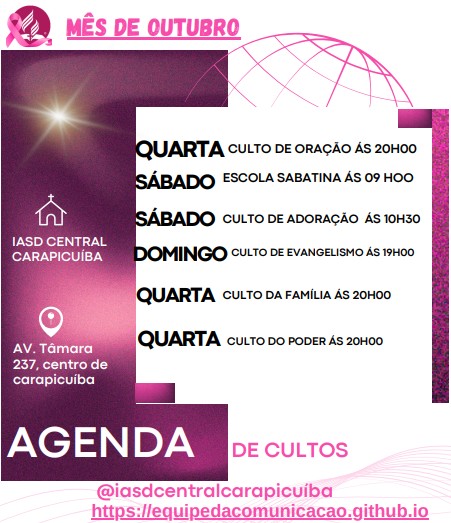 MÊS DE OUTUBRO
QUARTA CULTO DE ORAÇÃO ÁS 20H00
SÁBADO ESCOLA SABATINA ÁS 09 HOO
SÁBADO CULTO DE ADORAÇÃO ÁS 10H30
DOMINGO CULTO DE EVANGELISMO ÁS 19H00
QUARTA CULTO DA FAMÍLIA ÁS 20H00
QUARTA CULTO DO PODER ÁS 20H00
IASD CENTRAL
CARAPICUÍBA
AV. Tâmara
237, centro de
carapicuíba
AGENDA DE CULTOS
@iasdcentralcarapicuíba
https://equipedacomunicacao.github.io